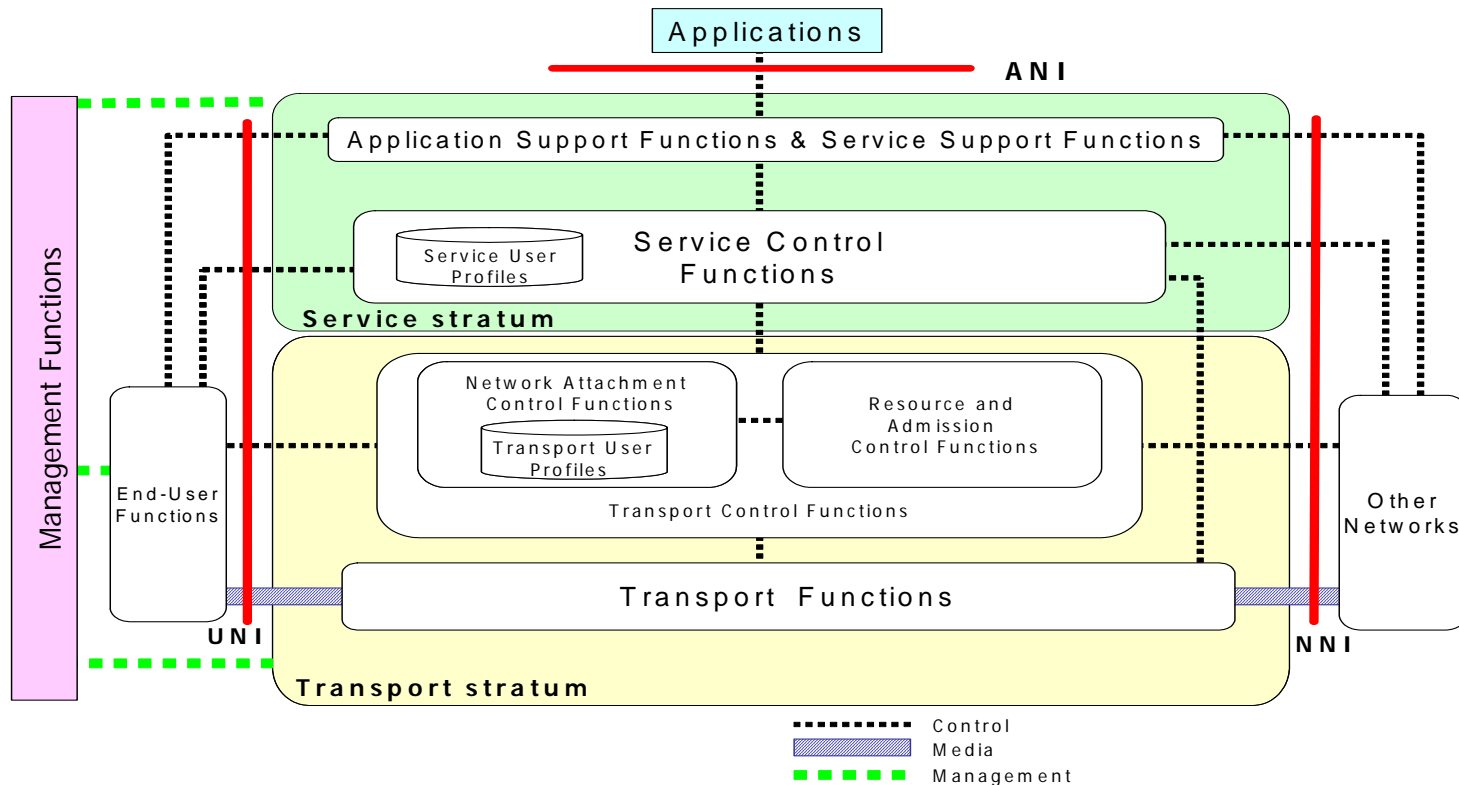 Applications
ANI
Application Support Functions & Service Support Functions
Management Functions
Service Control
Functions
Service User
Profiles
Service stratum
Network Attachment
Control Functions
Transport User
Profiles
Resource and
Admission
Control Functions
Transport Control Functions
End-User
Functions
Other
Networks
Transport Functions
UNI
NNI
Transport stratum
Control
Media
Management